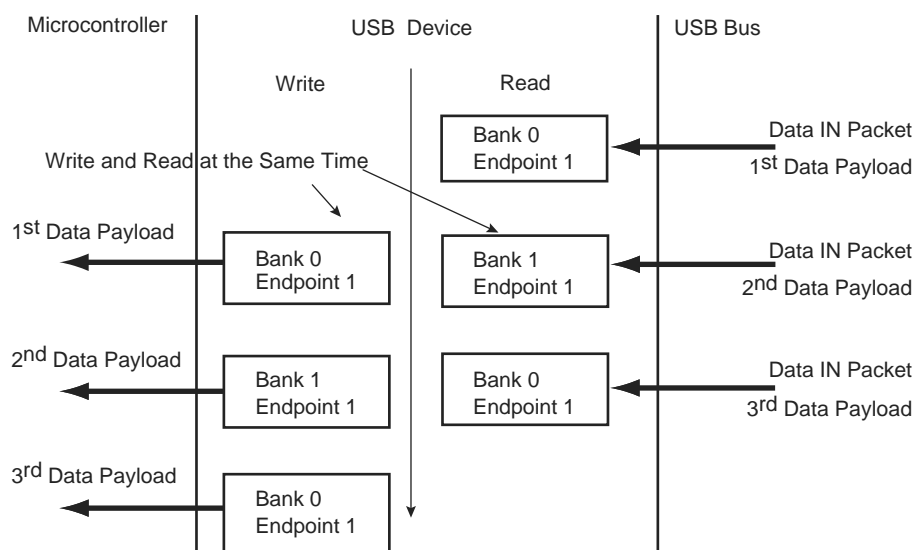 Microcontroller
USB Device
USB Bus
Write
Read
Bank 0
Endpoint 1
Data IN Packet
1st Data Payload
Write and Read at the Same Time
1st Data Payload
Bank 0
Endpoint 1
Bank 1
Endpoint 1
Data IN Packet
2nd Data Payload
2nd Data Payload
Bank 1
Endpoint 1
Bank 0
Endpoint 1
Data IN Packet
3rd Data Payload
3rd Data Payload
Bank 0
Endpoint 1